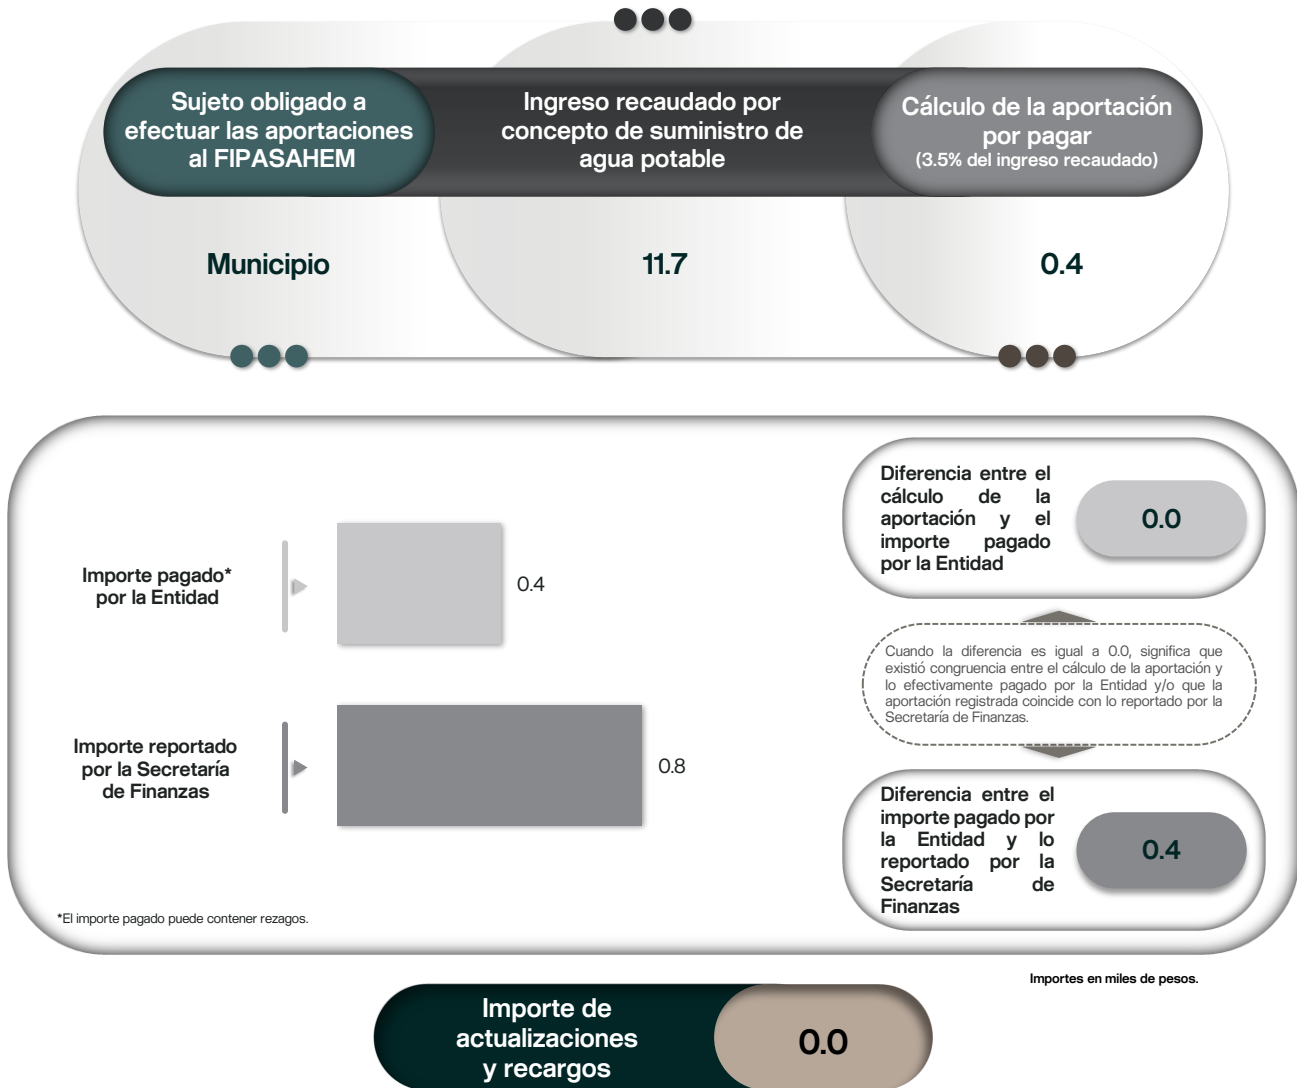 Sujeto obligado a
efectuar las aportaciones
al FIPASAHEM
Ingreso recaudado por
concepto de suministro de
agua potable
Cálculo de la aportación
por pagar
(3.5% del ingreso recaudado)
Municipio
11.7
0.4
Importe pagado*
por la Entidad
0.4
Importe reportado
por la Secretaría
de Finanzas
0.8
*El importe pagado puede contener rezagos.
Diferencia entre el
cálculo de la
aportación y el
importe pagado
por la Entidad
0.0
Cuando la diferencia es igual a 0.0, significa que
existió congruencia entre el cálculo de la aportación y
lo efectivamente pagado por la Entidad y/o que la
aportación registrada coincide con lo reportado por la
Secretaría de Finanzas.
Diferencia entre el
importe pagado por
la Entidad y lo
reportado por la
Secretaría de
Finanzas
0.4
Importes en miles de pesos.
Importe de
actualizaciones
y recargos
0.0